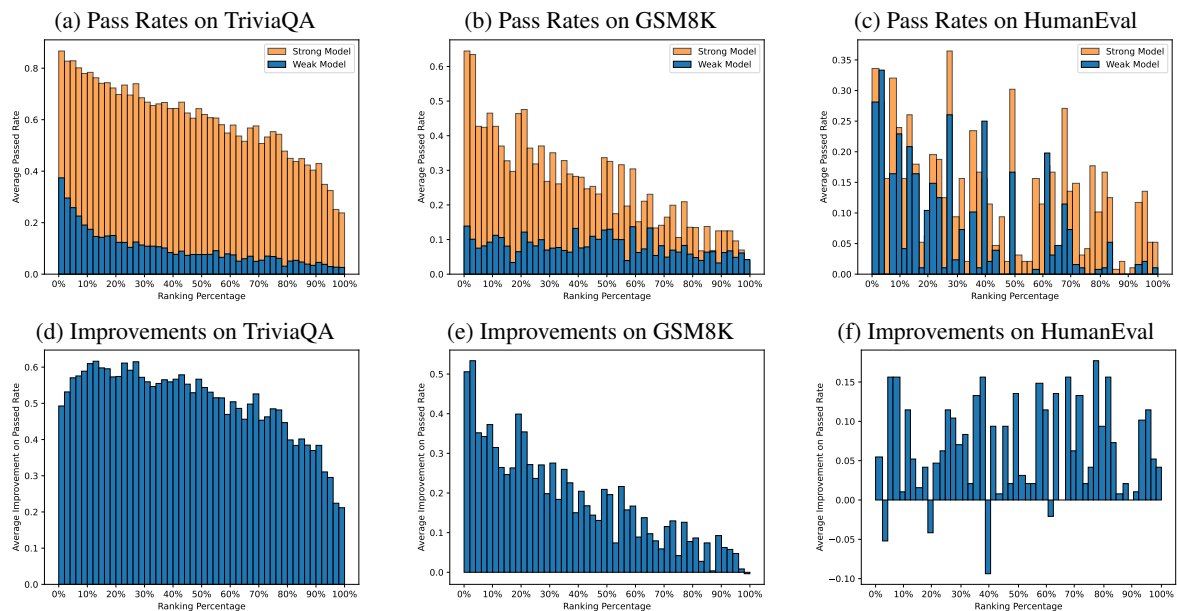 (a) Pass Rates on TriviaQA
Strong Model
Weak Model
Average Passed Rate
0.8
0.6
0.4
0.2
0.0
0% 10% 20% 30% 40% 50% 60% 70% 80% 90% 100%
Ranking Percentage
(b) Pass Rates on GSM8K
Strong Model
Weak Model
Average Passed Rate
0.6
0.5
0.4
0.3
0.2
0.1
0.0
0% 10% 20% 30% 40% 50% 60% 70% 80% 90% 100%
Ranking Percentage
(c) Pass Rates on HumanEval
Strong Model
Weak Model
Average Passed Rate
0.35
0.30
0.25
0.20
0.15
0.10
0.05
0.00
0% 10% 20% 30% 40% 50% 60% 70% 80% 90% 100%
Ranking Percentage
(d) Improvements on TriviaQA
Average Improvement on Passed Rate
0.6
0.5
0.4
0.3
0.2
0.1
0.0
0% 10% 20% 30% 40% 50% 60% 70% 80% 90% 100%
Ranking Percentage
(e) Improvements on GSM8K
Average Improvement on Passed Rate
0.5
0.4
0.3
0.2
0.1
0.0
0% 10% 20% 30% 40% 50% 60% 70% 80% 90% 100%
Ranking Percentage
(f) Improvements on HumanEval
Average Improvement on Passed Rate
0.15
0.10
0.05
0.00
−0.05
−0.10
0% 10% 20% 30% 40% 50% 60% 70% 80% 90% 100%
Ranking Percentage